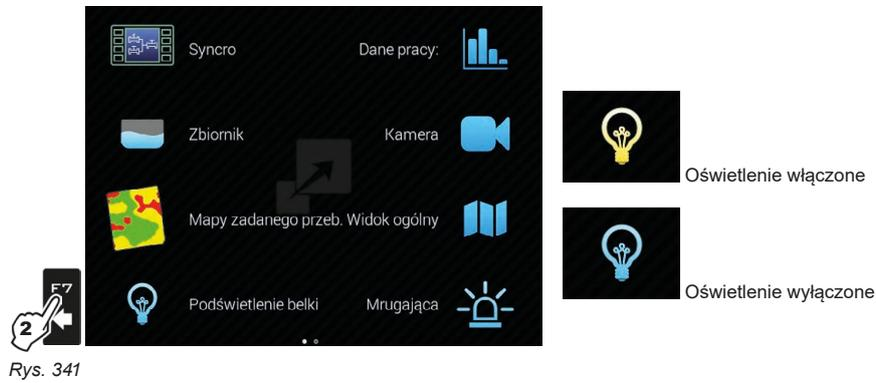 Syncro Dane pracy:
Zbiornik Kamera
Mapy zadanego przeb. Widok ogólny
Podświetlenie belki Mrugająca
F7
2
Oświetlenie włączone
Oświetlenie wyłączone
Rys. 341